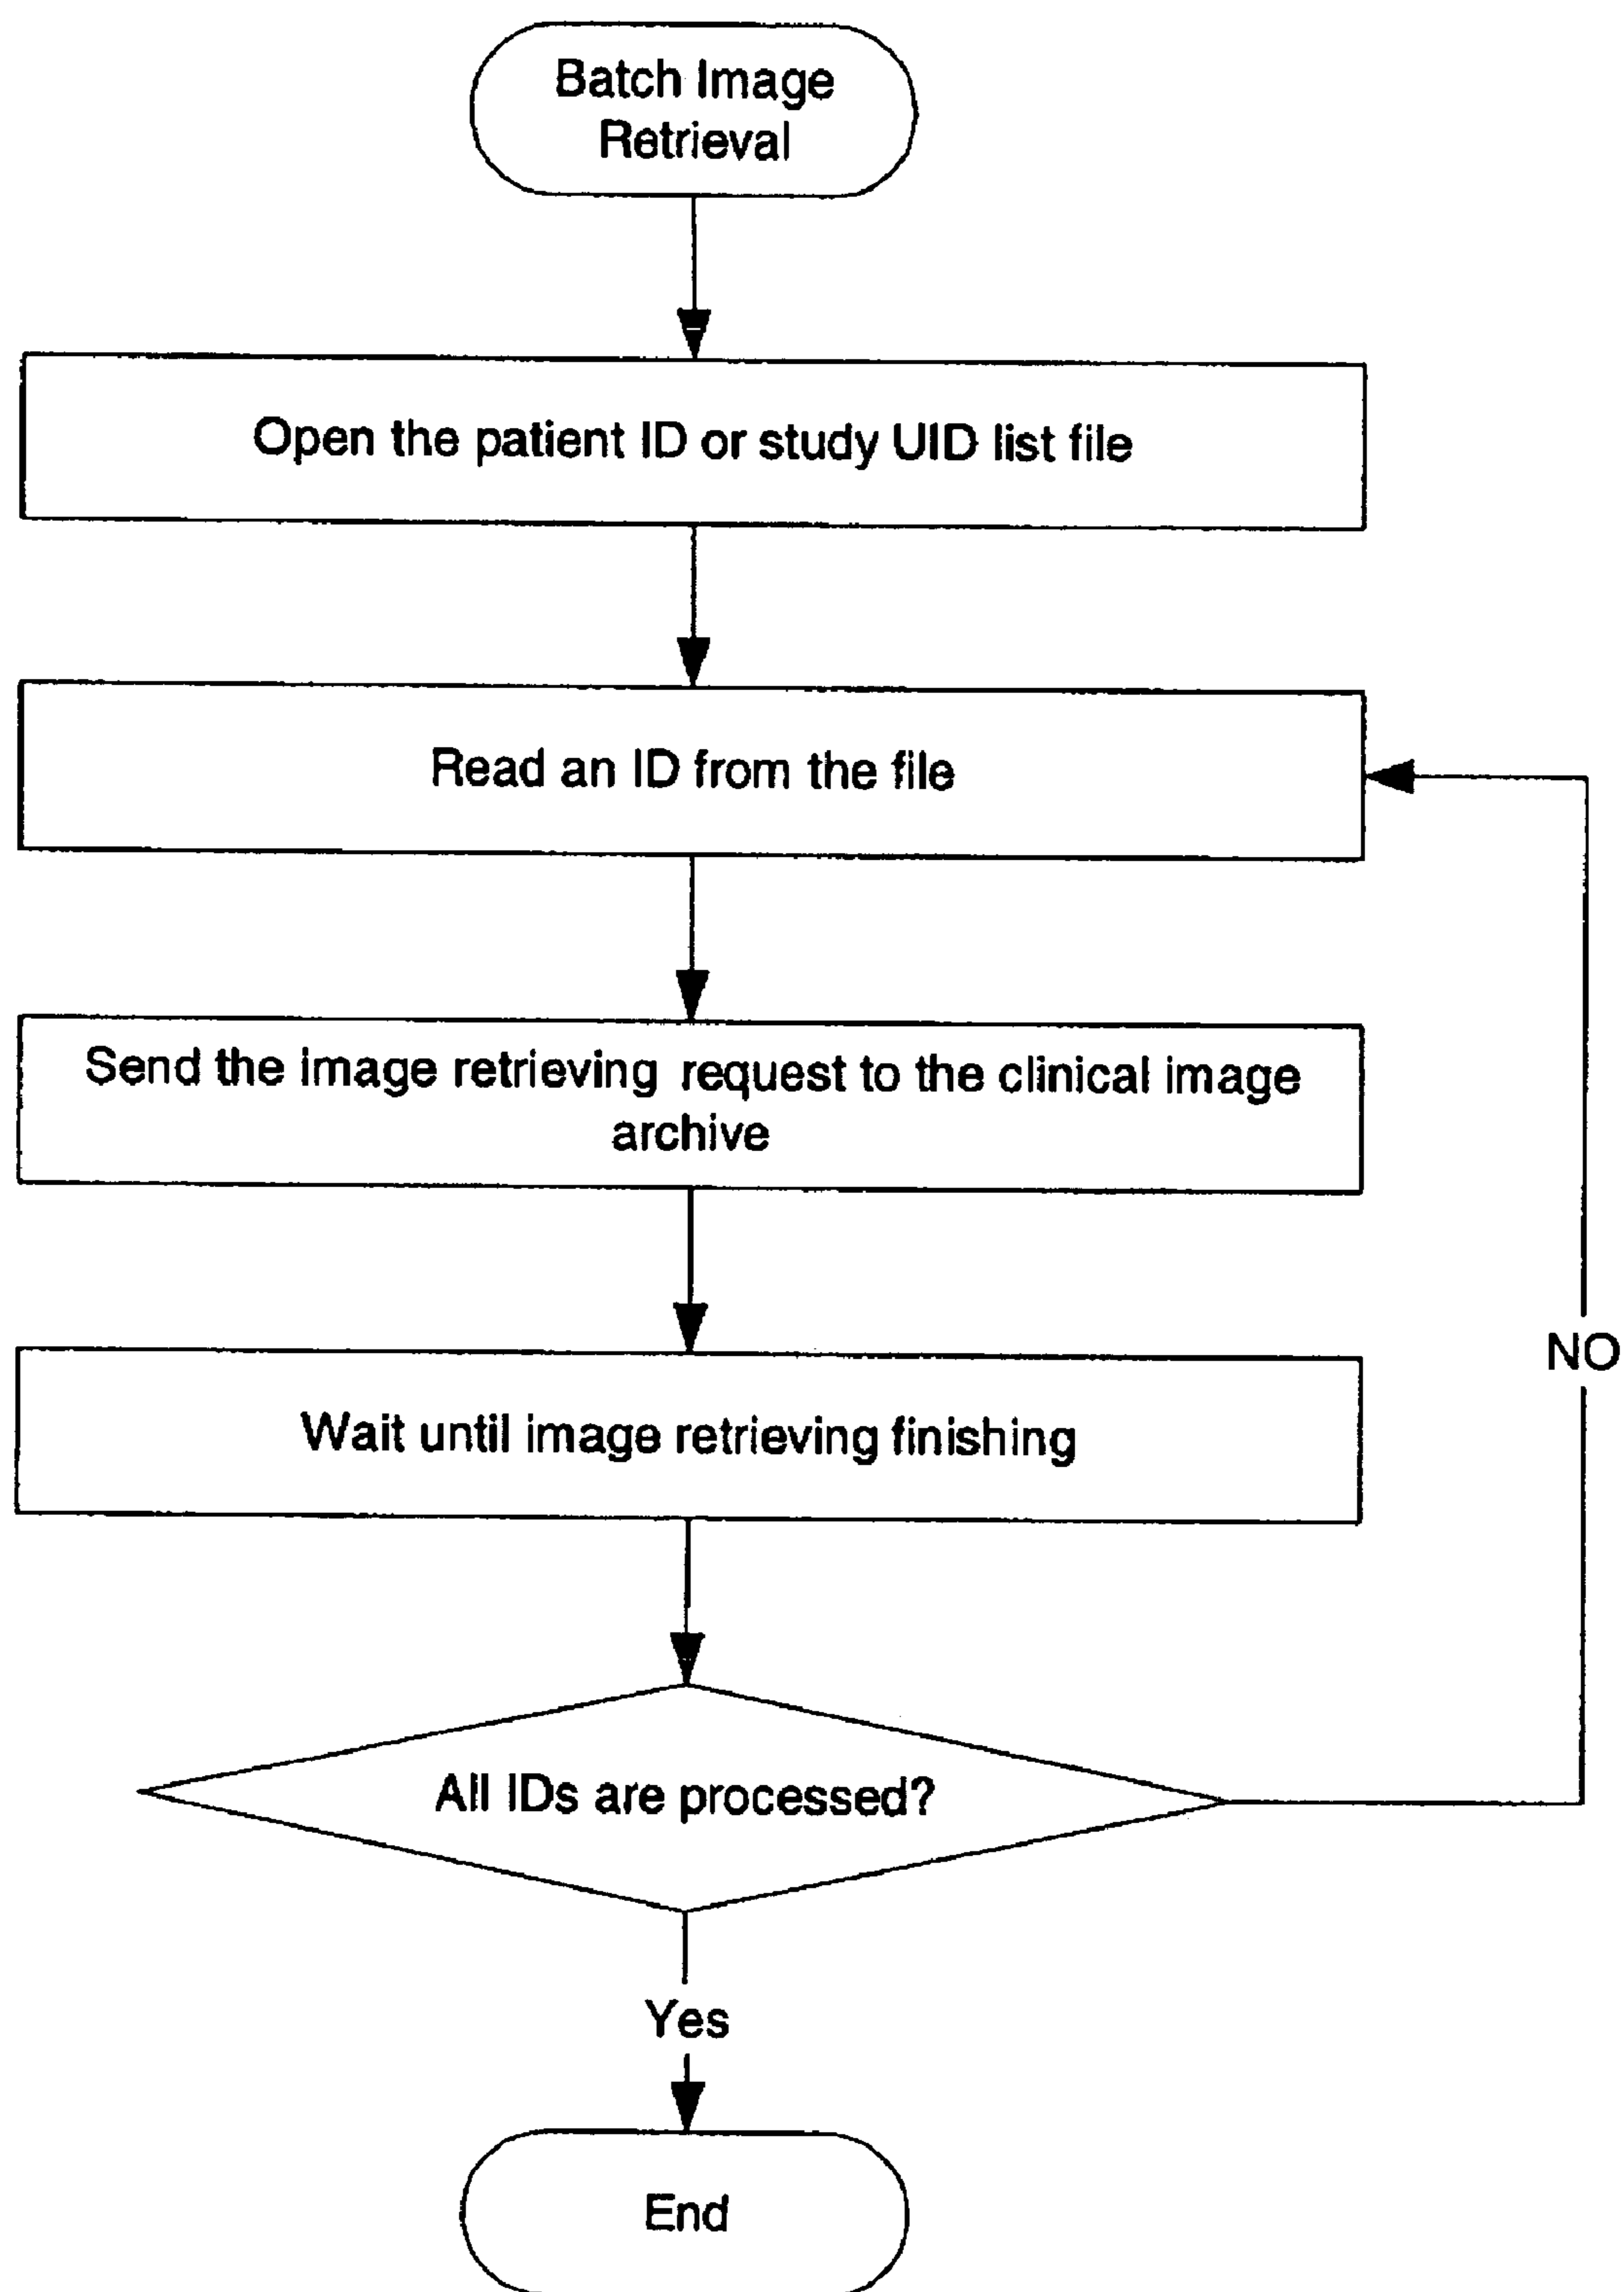 Batch Image
Retrieval
Open the patient ID or study UID list file
Read an ID from the file
Send the image retrieving request to the clinical image
archive
Wait until image retrieving finishing
NO
All IDs are processed?
Yes
End